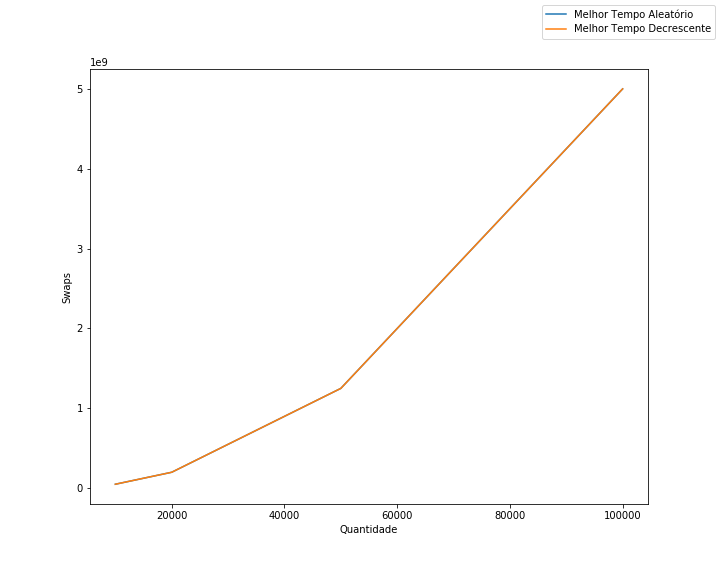 Melhor Tempo Aleatório
Melhor Tempo Decrescente
1e9
5
4
3
2
1
0
Swaps
20000 40000 60000 80000 100000
Quantidade